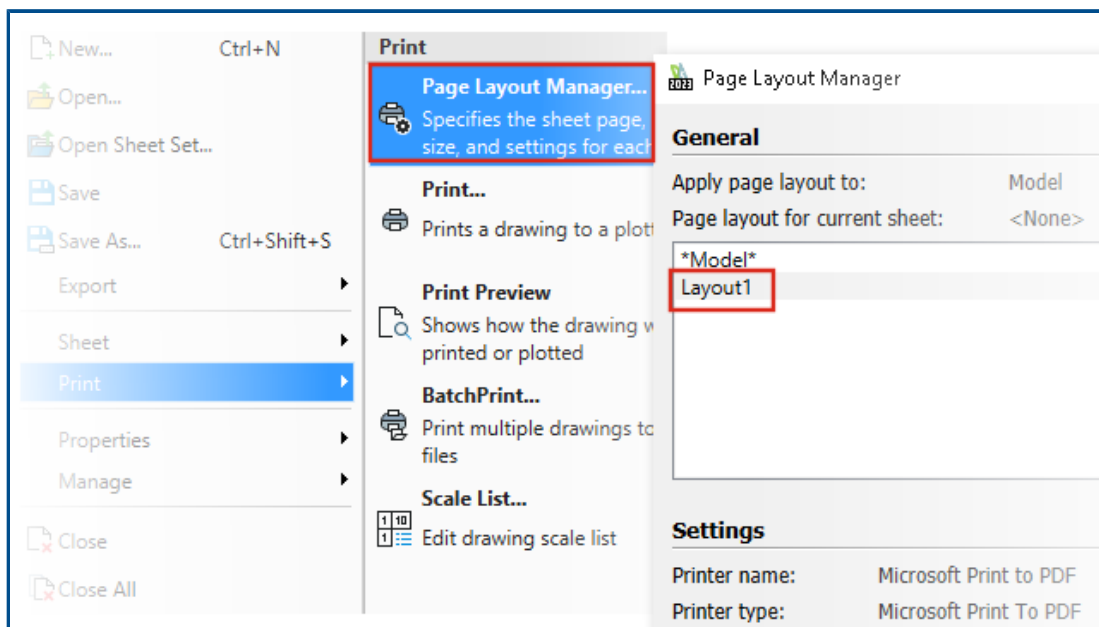 New... Ctrl+N
Open...
Open Sheet Set...
Save
Save As... Ctrl+Shift+S
Export
Sheet
Print
Properties
Manage
Close
Close All
Print
Page Layout Manager...
Specifies the sheet page,
size, and settings for each
Print...
Prints a drawing to a plott
Print Preview
Shows how the drawing w
printed or plotted
BatchPrint...
Print multiple drawings to
files
Scale List...
Edit drawing scale list
1 10
1
2023
Page Layout Manager
General
Apply page layout to: Model
Page layout for current sheet: <None>
*Model*
Layout1
Settings
Printer name: Microsoft Print to PDF
Printer type: Microsoft Print To PDF